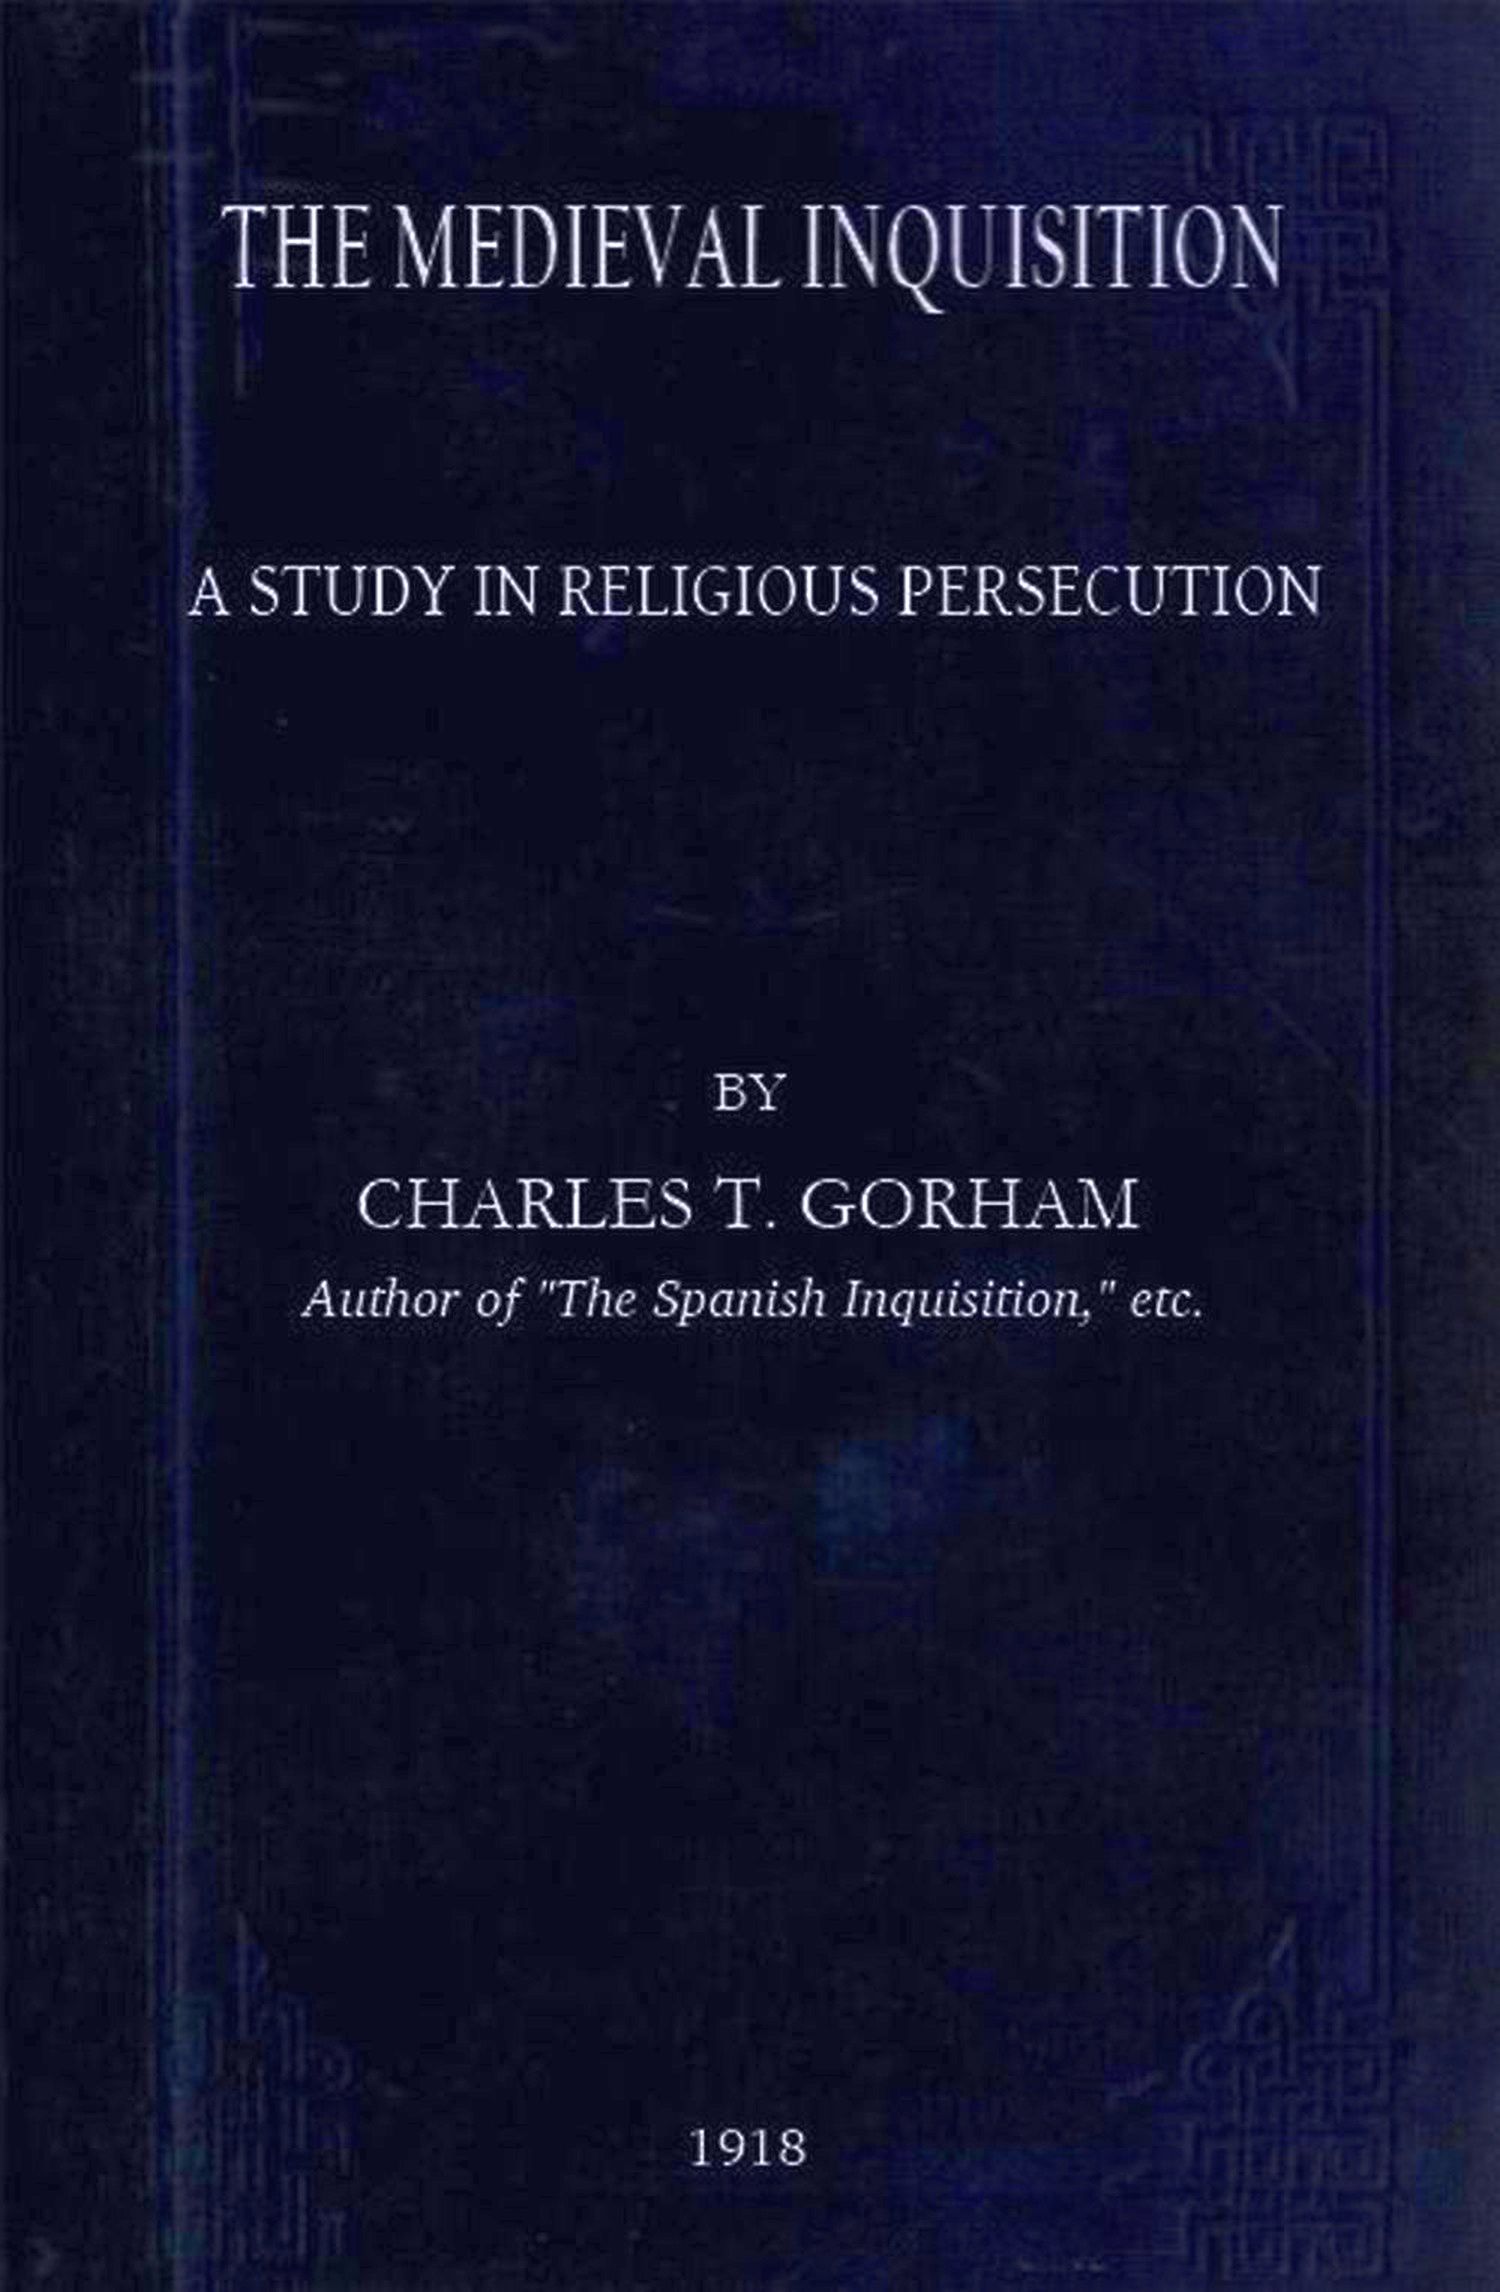 THE MEDIEVAL INQUISITION
A STUDY IN RELIGIOUS PERSECUTION
BY
CHARLES T. GORHAM
Author of "The Spanish Inquisition," etc.
1918